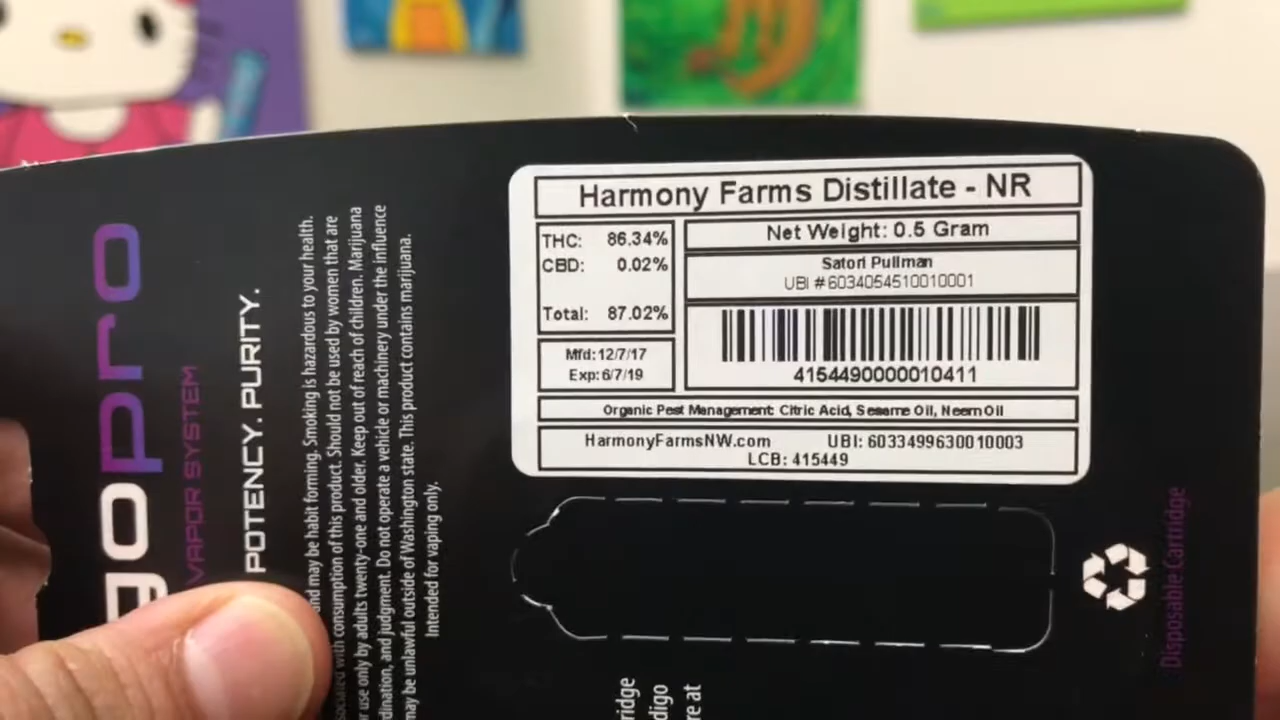 gopro
VAPOR SYSTEM
POTENCY. PURITY.
and may be habit forming. Smoking is hazardous to your health.
with consumption of this product. Should not be used by women that are
use only by adults twenty-one and older. Keep out of reach of children. Marijuana
and judgment. Do not operate a vehicle or machinery under the influence
may be unlawful outside of Washington state. This product contains marijuana.
Intended for vaping only.
Harmony Farms Distillate - NR
THC: 86.34%
CBD: 0.02%
Total: 87.02%
Mfd: 12/7/17
Exp: 6/7/19
Net Weight: 0.5 Gram
Satori Pullman
UBI # 6034054510010001
4154490000010411
Organic Pest Management: Citric Acid, Sesame Oil, Neem Oil
HarmonyFarmsNW.com UBI: 6033499630010003
LCB: 415449
Disposable Cartridge